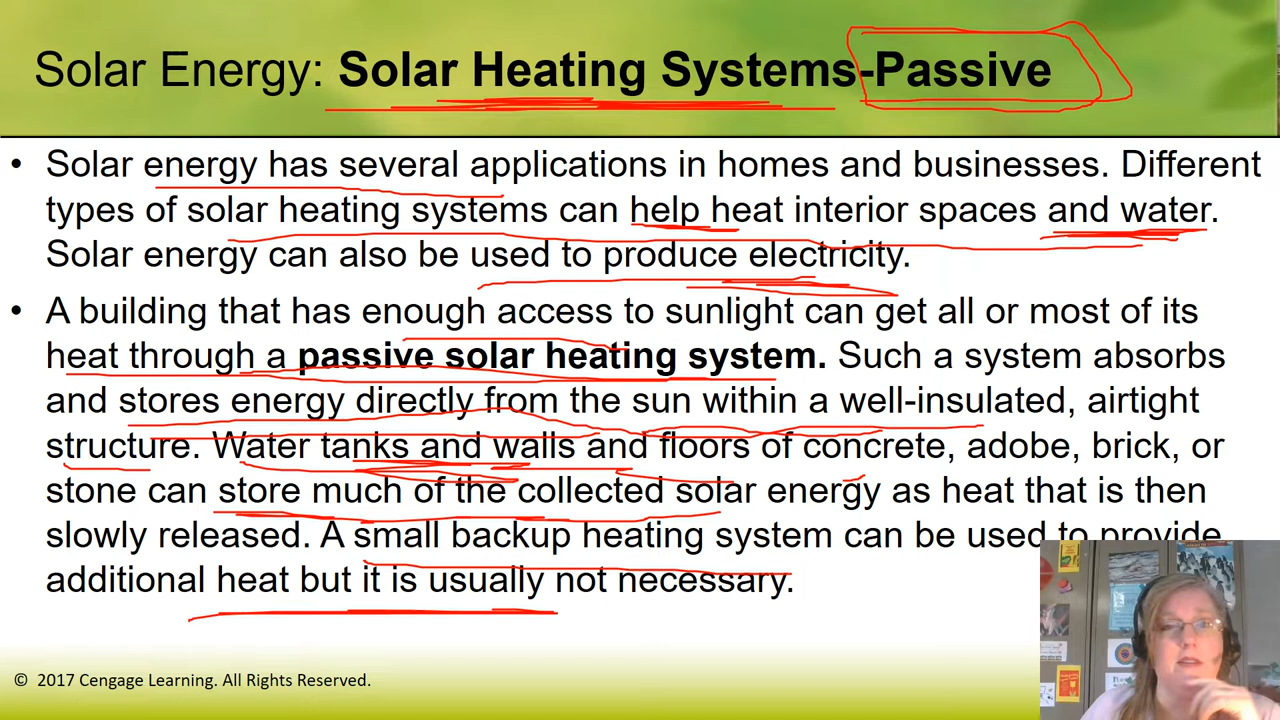 Solar Energy: Solar Heating Systems-Passive
• Solar energy has several applications in homes and businesses. Different
types of solar heating systems can help heat interior spaces and water.
Solar energy can also be used to produce electricity.
• A building that has enough access to sunlight can get all or most of its
heat through a passive solar heating system. Such a system absorbs
and stores energy directly from the sun within a well-insulated, airtight
structure. Water tanks and walls and floors of concrete, adobe, brick, or
stone can store much of the collected solar energy as heat that is then
slowly released. A small backup heating system can be used to provide
additional heat but it is usually not necessary.
© 2017 Cengage Learning. All Rights Reserved.